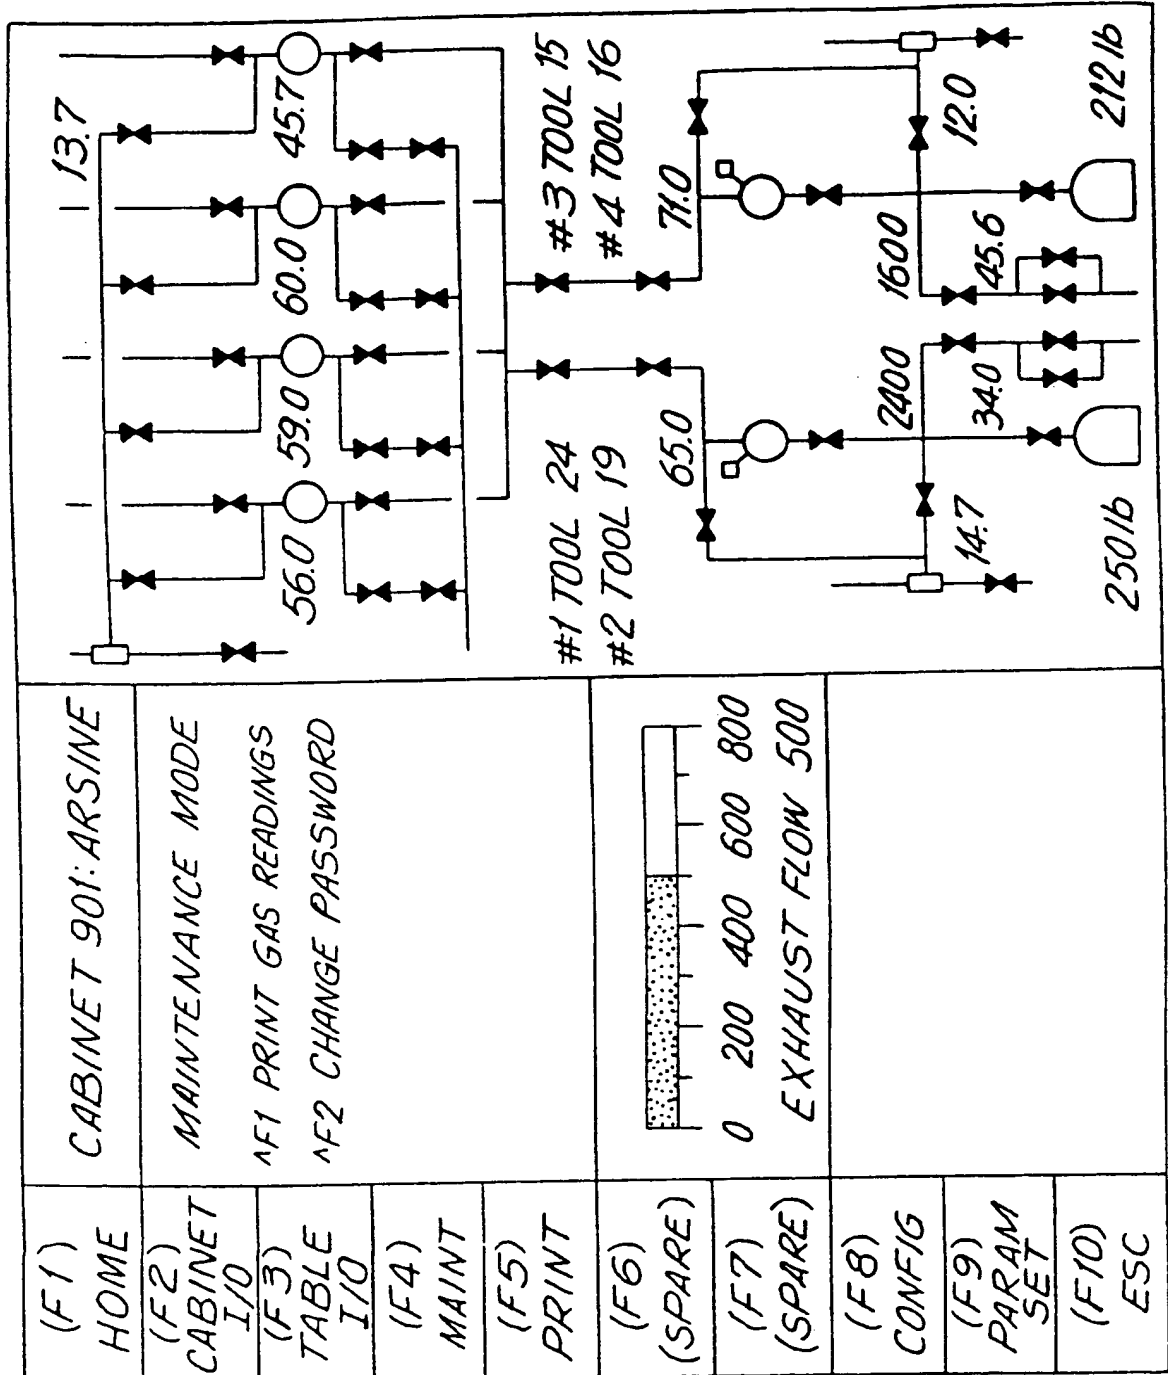 (F1)
HOME
(F2)
CABINET
I/O
(F3)
TABLE
I/O
(F4)
MAINT
(F5)
PRINT
(F6)
(SPARE)
(F7)
(SPARE)
(F8)
CONFIG
(F9)
PARAM
SET
(F10)
ESC
CABINET 901: ARSINE
MAINTENANCE MODE
^F1 PRINT GAS READINGS
^F2 CHANGE PASSWORD
0 200 400 600 800
EXHAUST FLOW 500
13.7
56.0 59.0 60.0 45.7
#1 TOOL 24 #3 TOOL 15
#2 TOOL 19 #4 TOOL 16
65.0 71.0
2400 1600
14.7 34.0 45.6 12.0
250 lb 212 lb